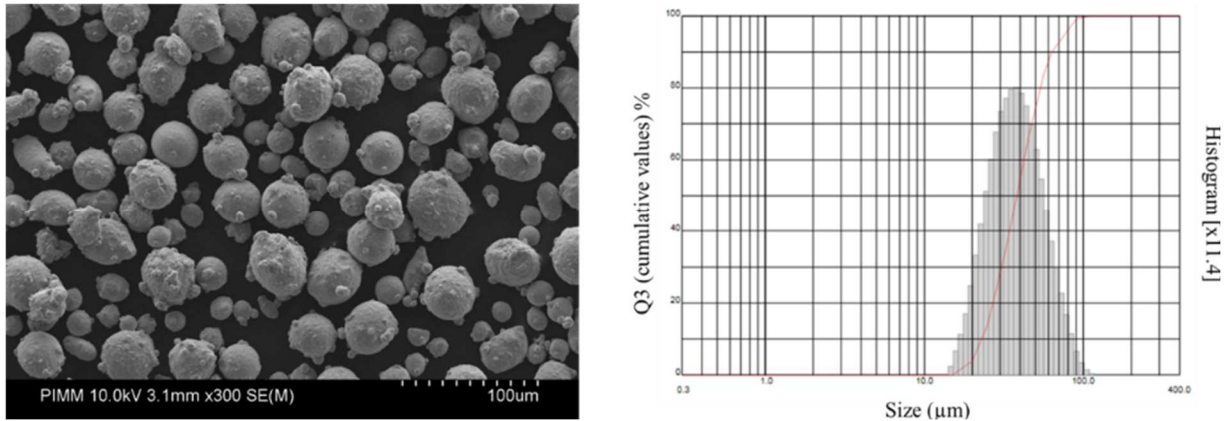 PIMM 10.0kV 3.1mm x300 SE(M)
100um
Q3 (cumulative values) %
100
80
60
40
20
0
0.3
1.0
10.0
100.0
400.0
Size (µm)
Histogram [x11.4]